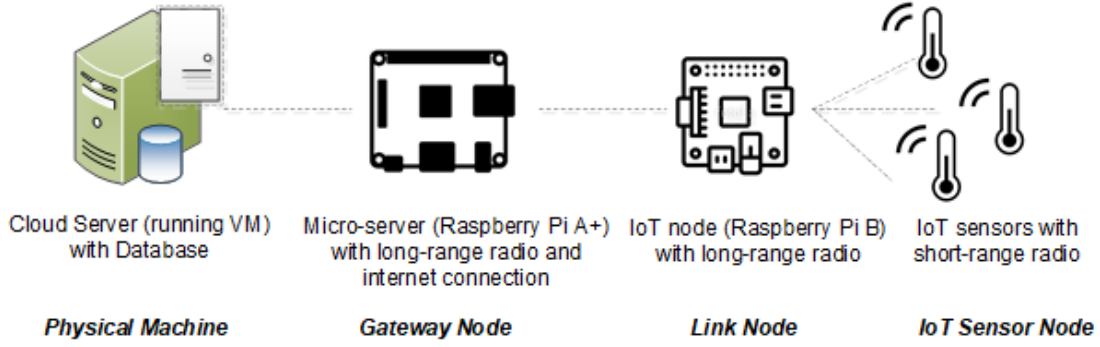 Cloud Server (running VM)
with Database
Micro-server (Raspberry Pi A+)
with long-range radio and
internet connection
IoT node (Raspberry Pi B)
with long-range radio
IoT sensors with
short-range radio
Physical Machine
Gateway Node
Link Node
IoT Sensor Node